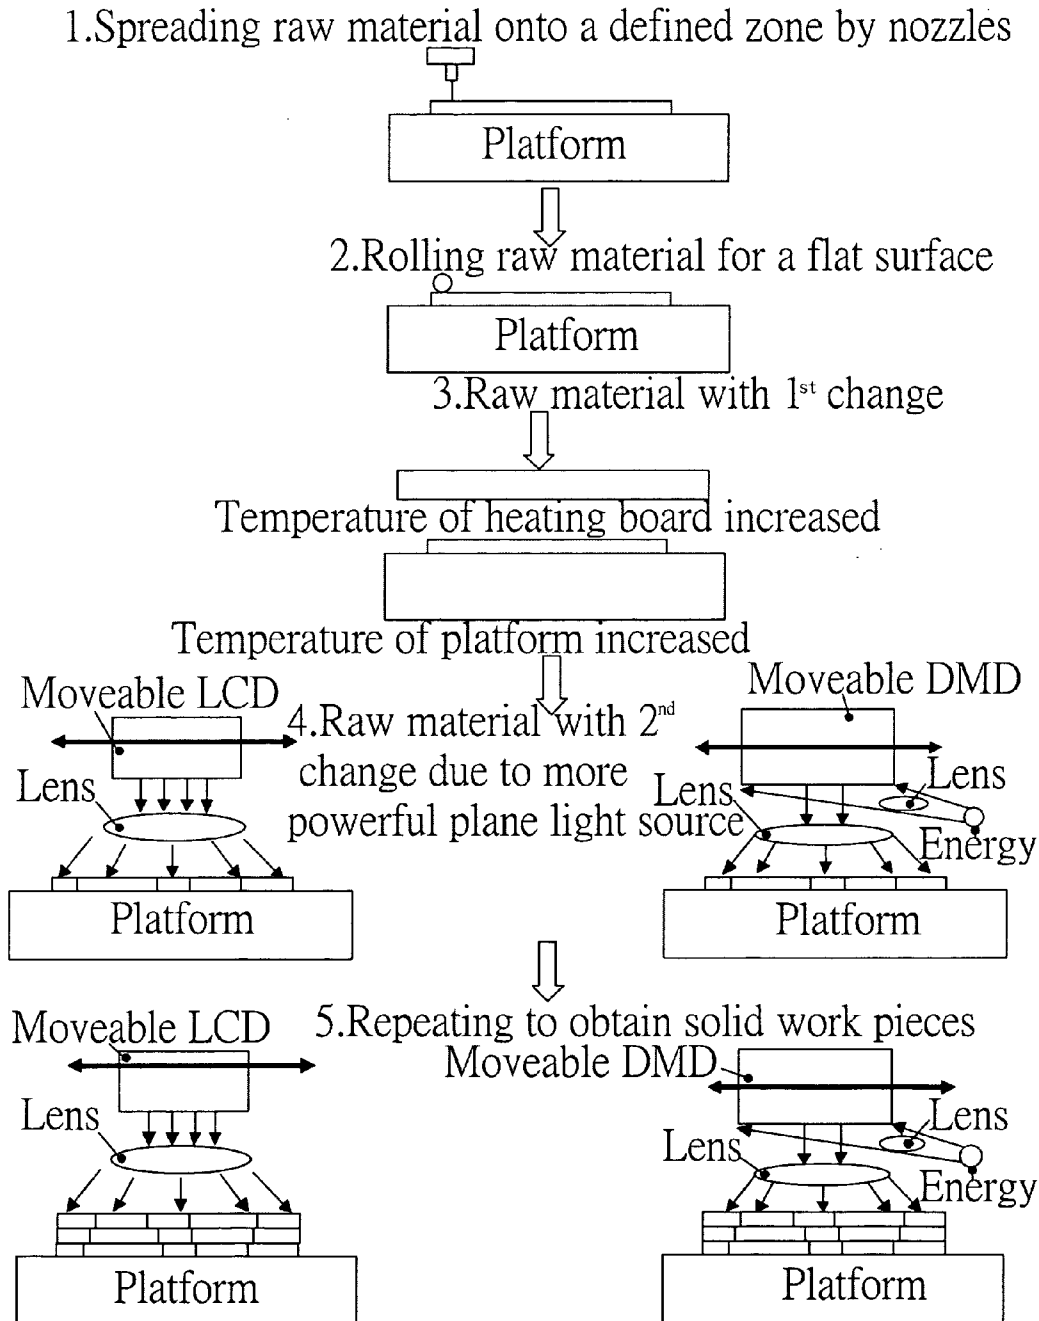 1.Spreading raw material onto a defined zone by nozzles
Platform
2.Rolling raw material for a flat surface
Platform
3.Raw material with 1st change
Temperature of heating board increased
Temperature of platform increased
Moveable LCD
4.Raw material with 2nd
change due to more
powerful plane light source
Lens
Platform
Moveable DMD
Lens
Lens
Energy
Platform
5.Repeating to obtain solid work pieces
Moveable LCD
Lens
Platform
Moveable DMD
Lens
Lens
Energy
Platform